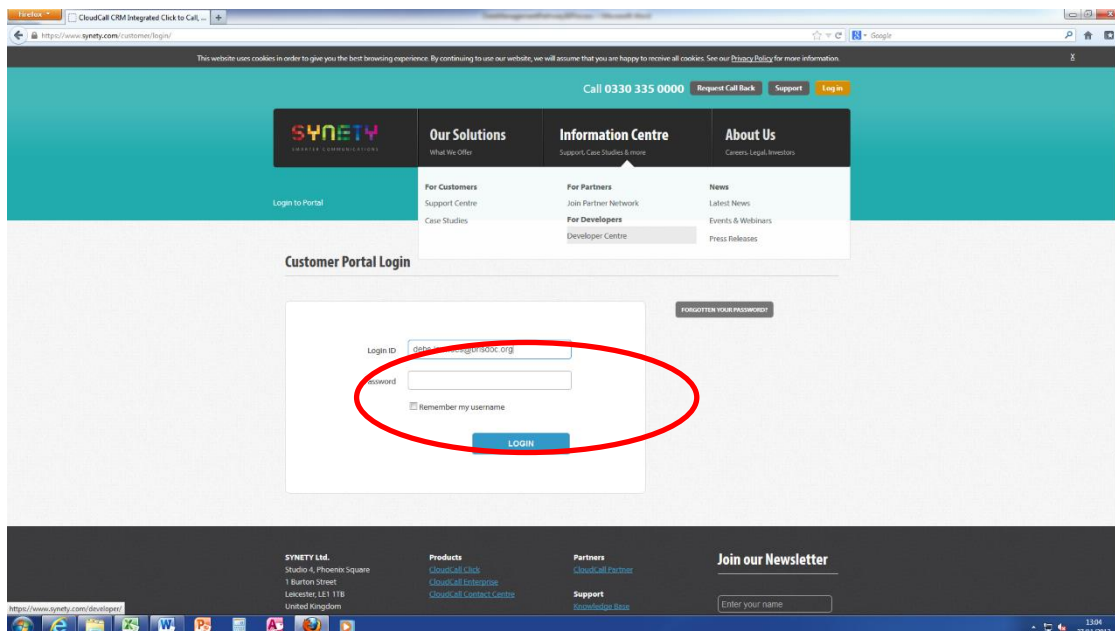 Firefox
CloudCall CRM Integrated Click to Call, ...
https://www.synety.com/customer/login/
Google
This website uses cookies in order to give you the best browsing experience. By continuing to use our website, we will assume that you are happy to receive all cookies. See our Privacy Policy for more information.
X
Call 0330 335 0000 Request Call Back Support Log in
SYNETY
SMARTER COMMUNICATIONS
Our Solutions
What We Offer
Information Centre
Support, Case Studies & more
About Us
Careers, Legal, Investors
Login to Portal
For Customers
Support Centre
Case Studies
For Partners
Join Partner Network
For Developers
Developer Centre
News
Latest News
Events & Webinars
Press Releases
Customer Portal Login
FORGOTTEN YOUR PASSWORD?
Login ID
Password
Remember my username
LOGIN
SYNETY Ltd.
Studio 4, Phoenix Square
1 Burton Street
Leicester, LE1 1TB
United Kingdom
Products
CloudCall Click
CloudCall Enterprise
CloudCall Contact Centre
Partners
CloudCall Partner
Support
Knowledge Base
Join our Newsletter
Enter your name
https://www.synety.com/developer/
13:04